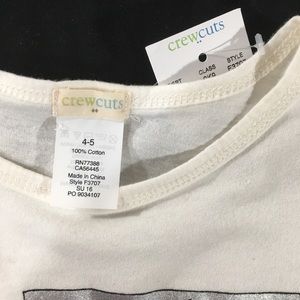 crewcuts
CLASS
STYLE
F3707
crewcuts
4-5
100% Cotton
RN77388
CA56445
Made in China
Style F3707
SU 16
PO 9034107